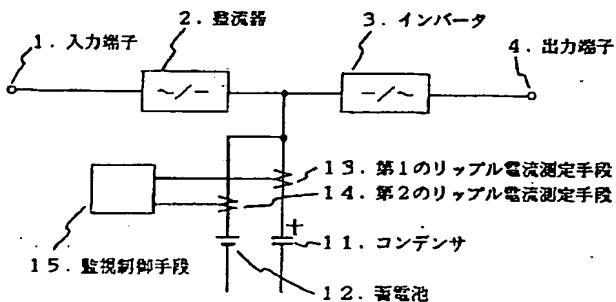 1. 入力端子
2. 整流器
3. インバータ
4. 出力端子
~/-
-/~
13. 第1のリップル電流測定手段
14. 第2のリップル電流測定手段
+
11. コンデンサ
15. 監視制御手段
12. 蓄電池